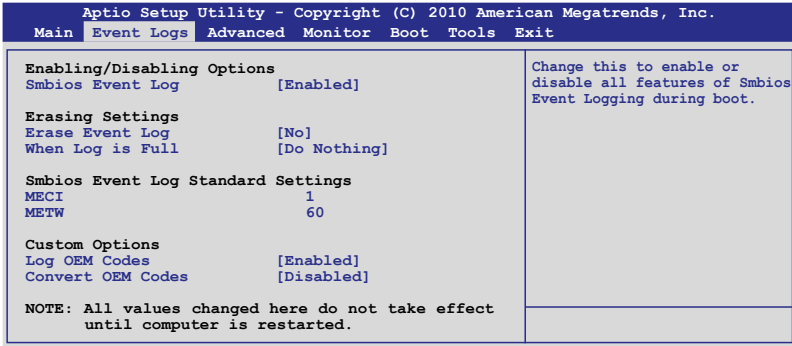 Aptio Setup Utility - Copyright (C) 2010 American Megatrends, Inc.
Main Event Logs Advanced Monitor Boot Tools Exit
Enabling/Disabling Options
Smbios Event Log [Enabled]
Erasing Settings
Erase Event Log [No]
When Log is Full [Do Nothing]
Smbios Event Log Standard Settings
MECI 1
METW 60
Custom Options
Log OEM Codes [Enabled]
Convert OEM Codes [Disabled]
NOTE: All values changed here do not take effect
until computer is restarted.
Change this to enable or
disable all features of Smbios
Event Logging during boot.